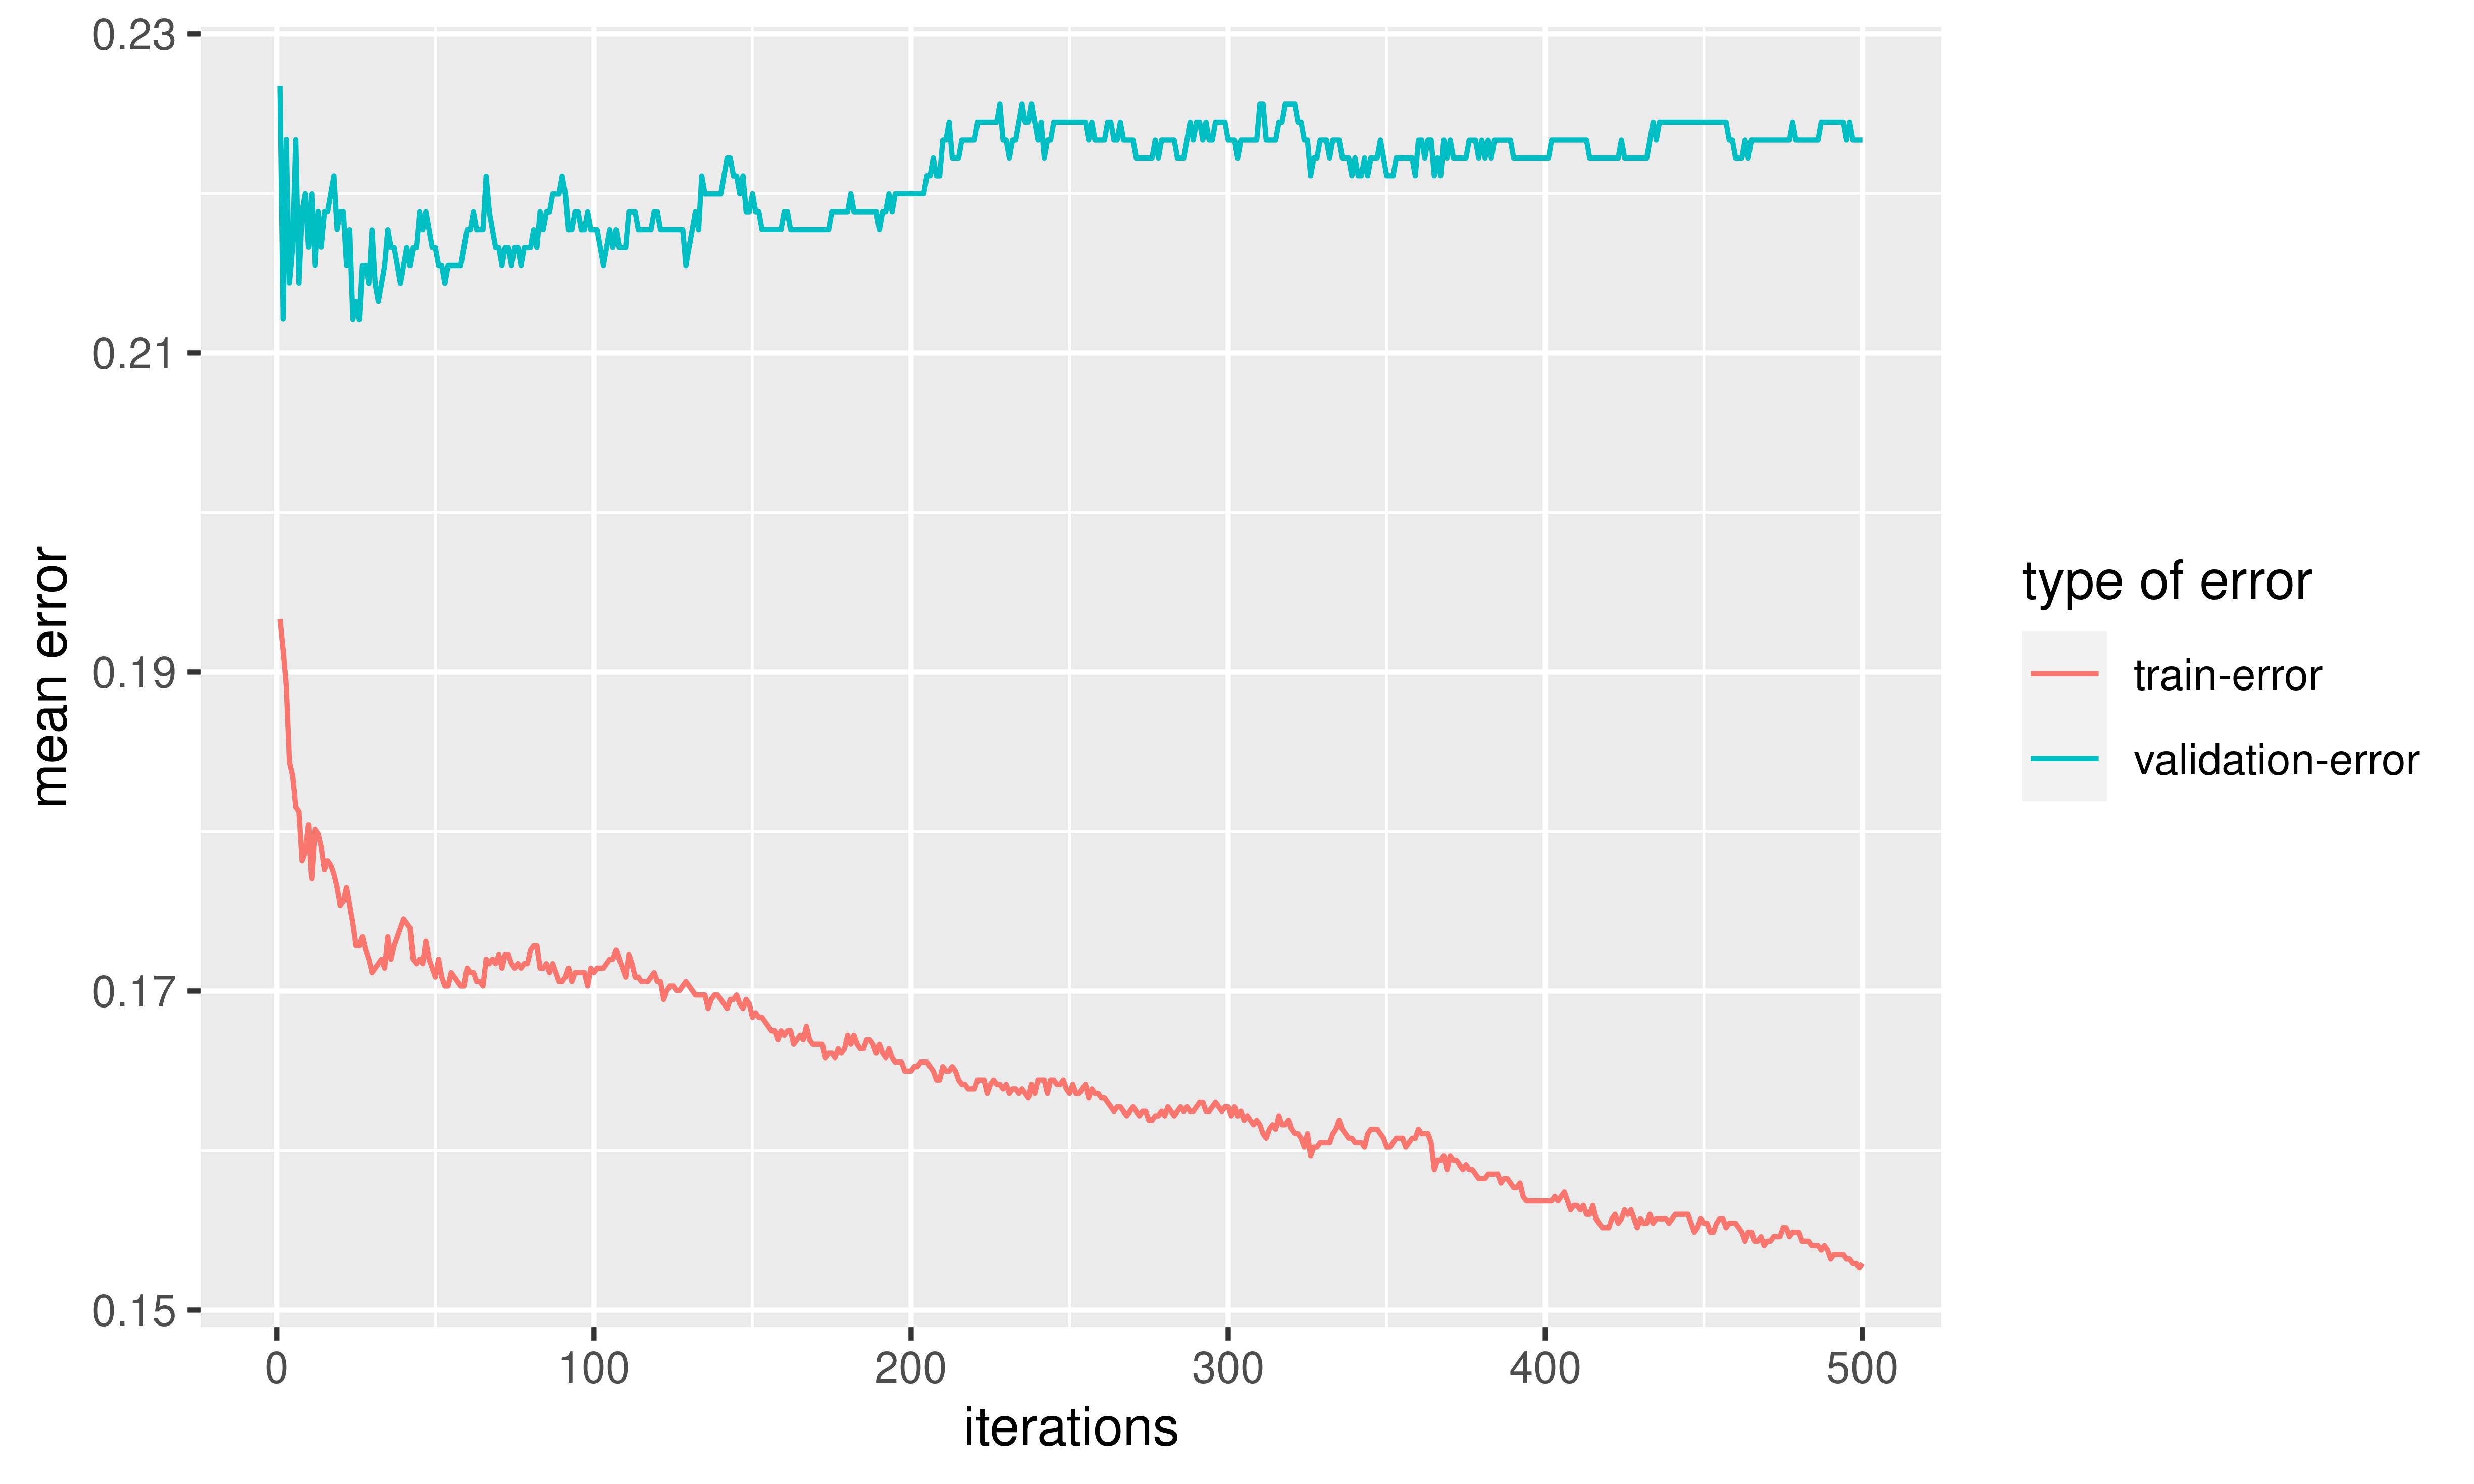 0.23
0.21
0.19
0.17
0.15
mean error
0
100
200
300
400
500
iterations
type of error
train-error
validation-error